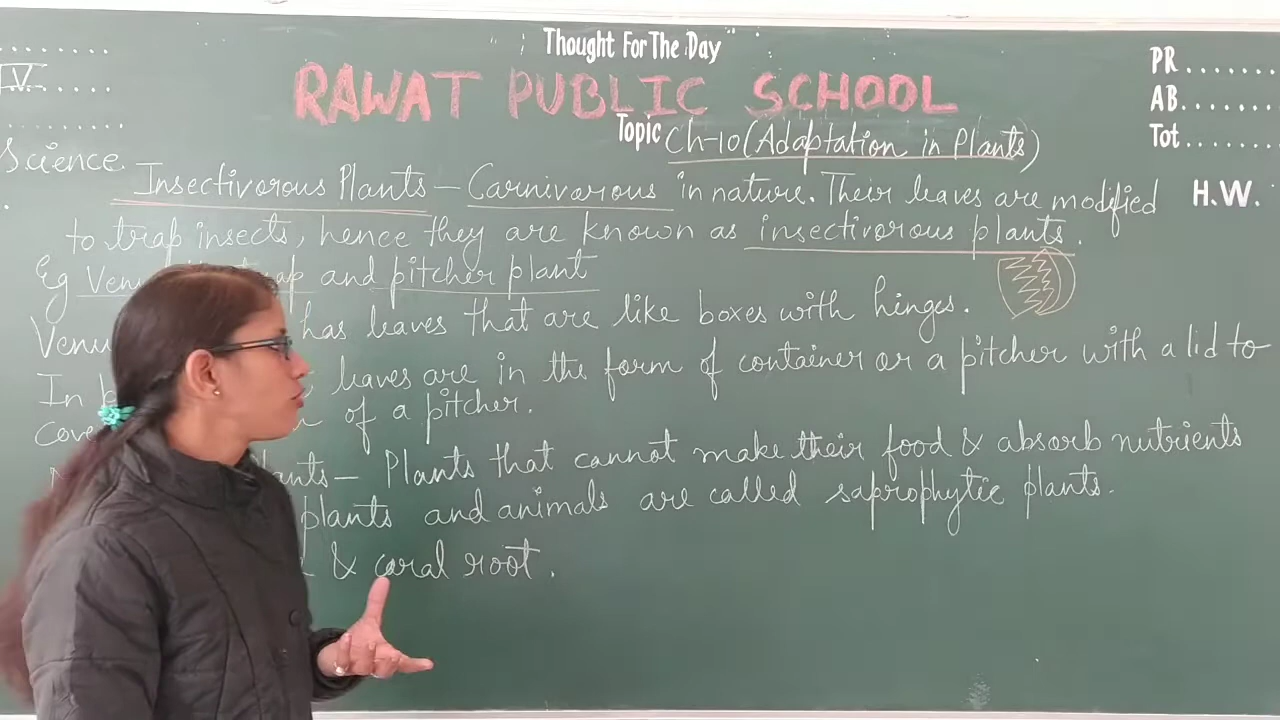 Thought For The Day
RAWAT PUBLIC SCHOOL
IV
PR
AB.
Tot
Topic Ch-10 (Adaptation in Plants)
Science.
H.W.
Insectivorous Plants - Carnivorous in nature. Their leaves are modified
to trap insects, hence they are known as insectivorous plants.
Eg and pitcher plant
has leaves that are like boxes with hinges.
In leaves are in the form of container or a pitcher with a lid to
of a pitcher.
- Plants that cannot make their food & absorb nutrients
plants and animals are called saprophytic plants.
& coral root.